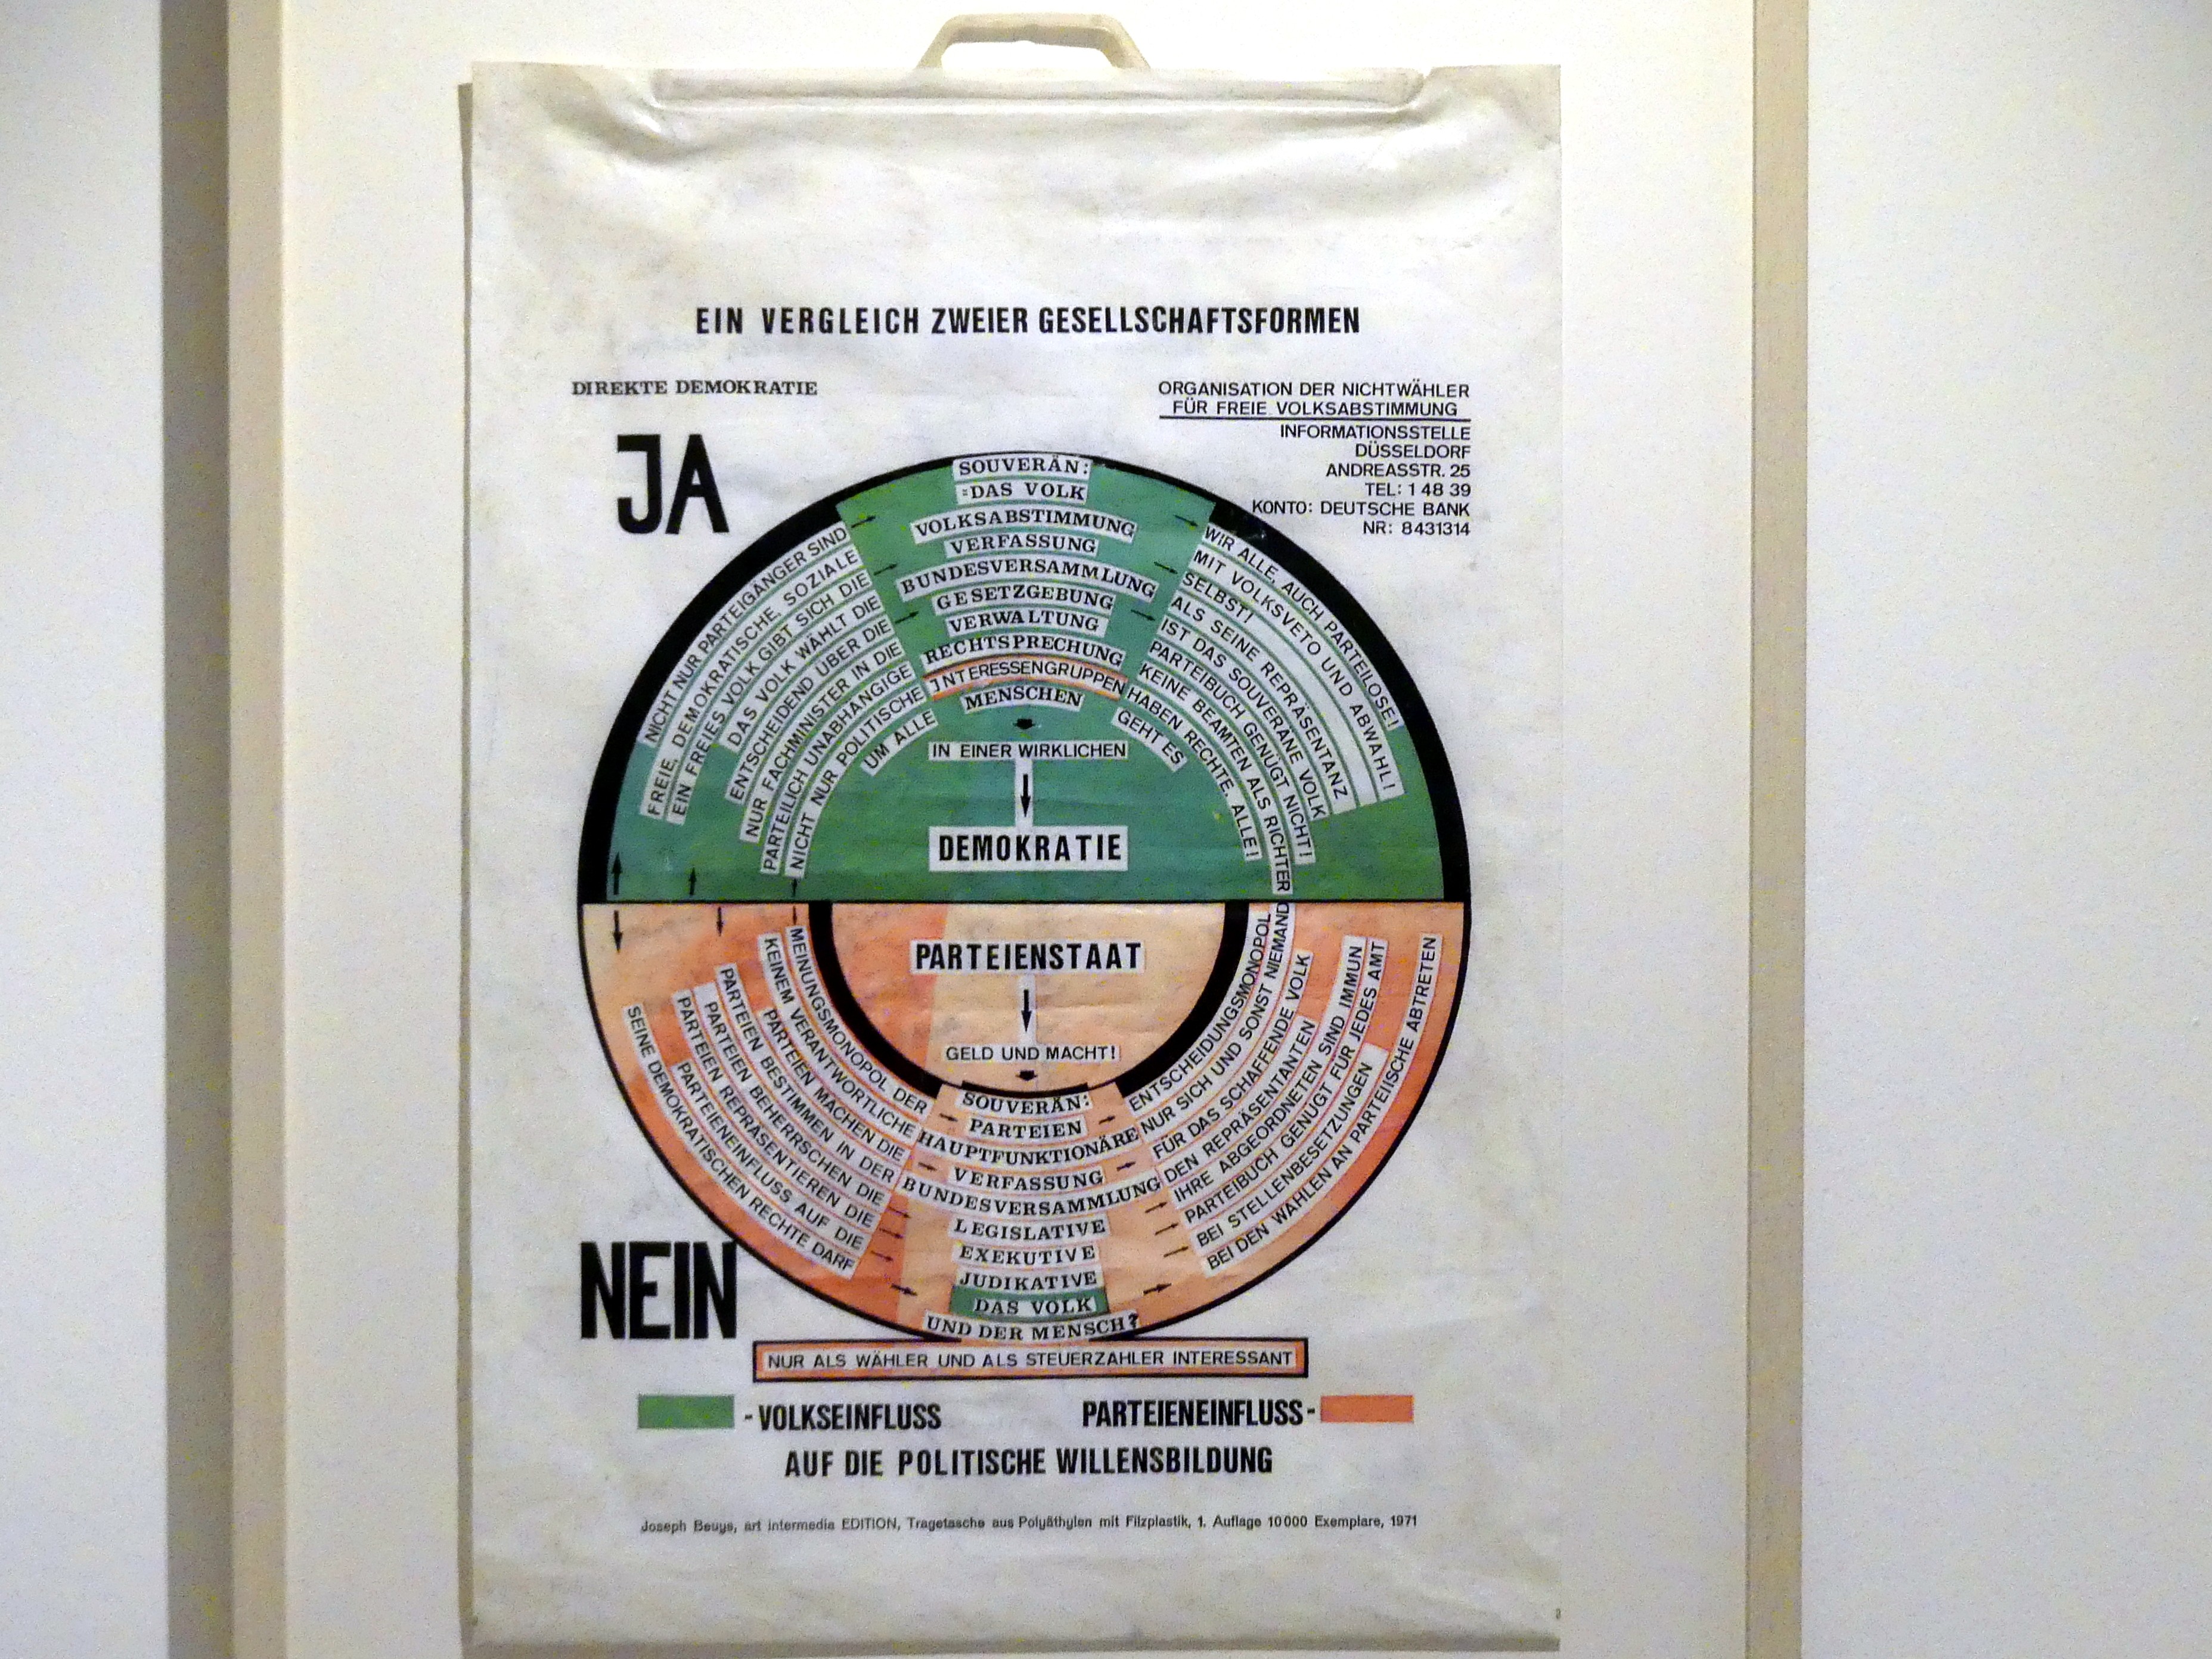 EIN VERGLEICH ZWEIER GESELLSCHAFTSFORMEN
DIREKTE DEMOKRATIE
ORGANISATION DER NICHTWÄHLER
FÜR FREIE VOLKSABSTIMMUNG
INFORMATIONSSTELLE
DÜSSELDORF
ANDREASSTR. 25
TEL: 1 48 39
KONTO: DEUTSCHE BANK
NR: 8431314
JA
SOUVERÄN:
=DAS VOLK
NICHT NUR PARTEIGÄNGER SIND
VOLKSABSTIMMUNG
WIR ALLE, AUCH PARTEILOSE!
FREIE, DEMOKRATISCHE, SOZIALE
VERFASSUNG
MIT VOLKSVETO UND ABWAHL!
EIN FREIES VOLK GIBT SICH DIE
BUNDESVERSAMMLUNG
SELBST!
DAS VOLK WÄHLT DIE
GESETZGEBUNG
ALS SEINE REPRÄSENTANZ
ENTSCHEIDEND ÜBER DIE
VERWALTUNG
IST DAS SOUVERÄNE VOLK
NUR FACHMINISTER IN DIE
RECHTSPRECHUNG
PARTEIBUCH GENÜGT NICHT!
PARTEILICH UNABHÄNGIGE
INTERESSENGRUPPEN
KEINE BEAMTEN ALS RICHTER
NICHT NUR POLITISCHE
MENSCHEN
HABEN RECHTE. ALLE!
UM ALLE
GEHT ES
IN EINER WIRKLICHEN
DEMOKRATIE
PARTEIENSTAAT
GELD UND MACHT!
SOUVERÄN:
MEINUNGSMONOPOL DER
PARTEIEN
ENTSCHEIDUNGSMONOPOL
KEINEM VERANTWORTLICHE
HAUPTFUNKTIONÄRE
NUR SICH UND SONST NIEMAND
PARTEIEN MACHEN DIE
VERFASSUNG
FÜR DAS SCHAFFENDE VOLK
PARTEIEN BESTIMMEN IN DER
BUNDESVERSAMMLUNG
DEN REPRÄSENTANTEN
PARTEIEN BEHERRSCHEN DIE
LEGISLATIVE
IHRE ABGEORDNETEN SIND IMMUN
PARTEIEN REPRÄSENTIEREN DIE
EXEKUTIVE
PARTEIBUCH GENÜGT FÜR JEDES AMT
PARTEIENEINFLUSS AUF DIE
JUDIKATIVE
BEI STELLENBESETZUNGEN
SEINE DEMOKRATISCHEN RECHTE DARF
DAS VOLK
BEI DEN WAHLEN AN PARTEIISCHE ABTRETEN
UND DER MENSCH?
NEIN
NUR ALS WÄHLER UND ALS STEUERZAHLER INTERESSANT
-VOLKSEINFLUSS
PARTEIENEINFLUSS-
AUF DIE POLITISCHE WILLENSBILDUNG
Joseph Beuys, art intermedia EDITION, Tragetasche aus Polyäthylen mit Filzplastik, 1. Auflage 10000 Exemplare, 1971